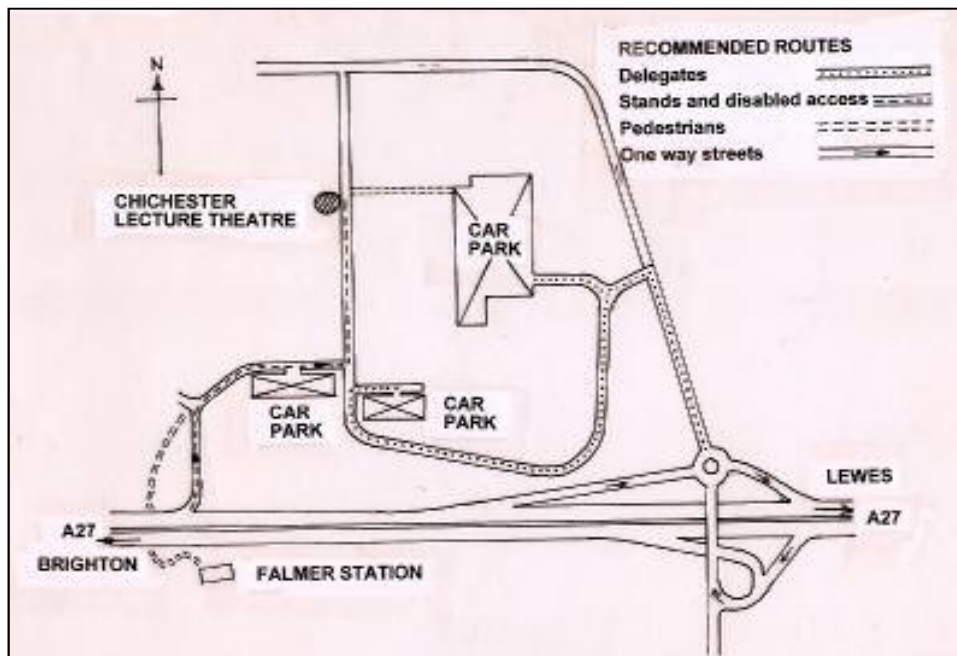 RECOMMENDED ROUTES
Delegates
Stands and disabled access
Pedestrians
One way streets
N
CHICHESTER
LECTURE THEATRE
CAR
PARK
CAR
PARK
CAR
PARK
LEWES
A27
A27
BRIGHTON
FALMER STATION